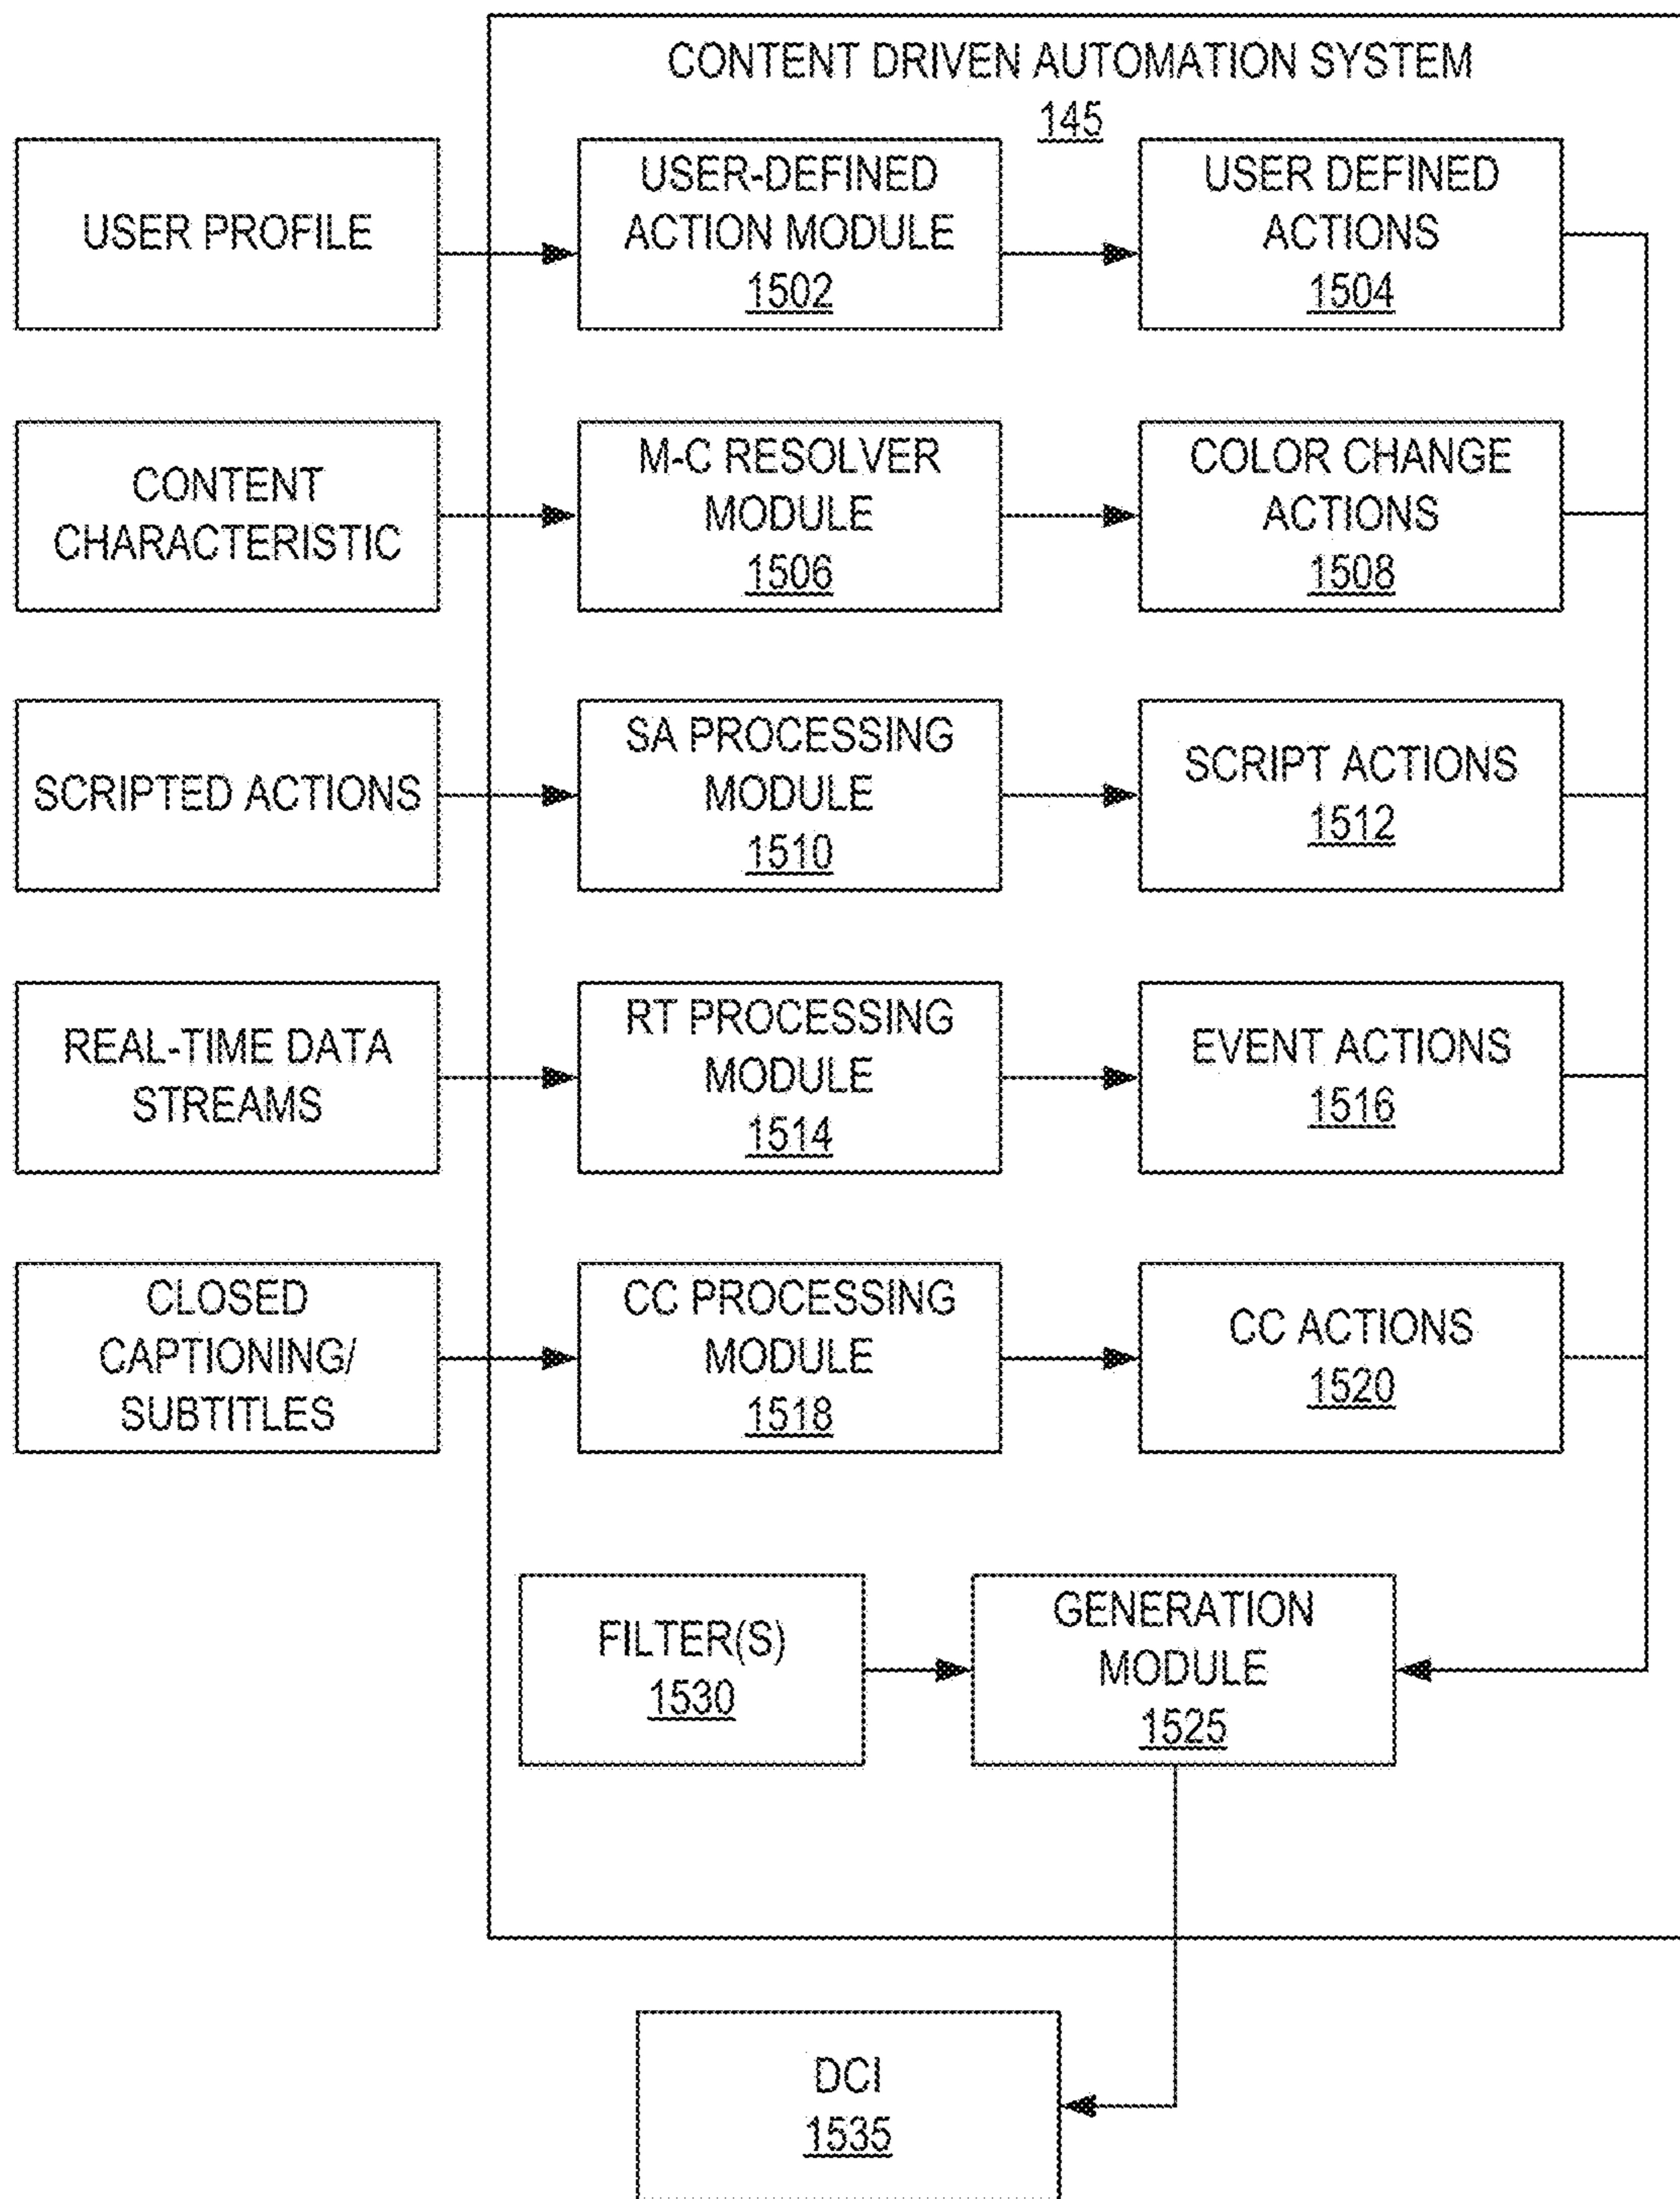 CONTENT DRIVEN AUTOMATION SYSTEM
145
USER PROFILE
USER-DEFINED
ACTION MODULE
1502
USER DEFINED
ACTIONS
1504
CONTENT
CHARACTERISTIC
M-C RESOLVER
MODULE
1506
COLOR CHANGE
ACTIONS
1508
SCRIPTED ACTIONS
SA PROCESSING
MODULE
1510
SCRIPT ACTIONS
1512
REAL-TIME DATA
STREAMS
RT PROCESSING
MODULE
1514
EVENT ACTIONS
1516
CLOSED
CAPTIONING/
SUBTITLES
CC PROCESSING
MODULE
1518
CC ACTIONS
1520
FILTER(S)
1530
GENERATION
MODULE
1525
DCI
1535